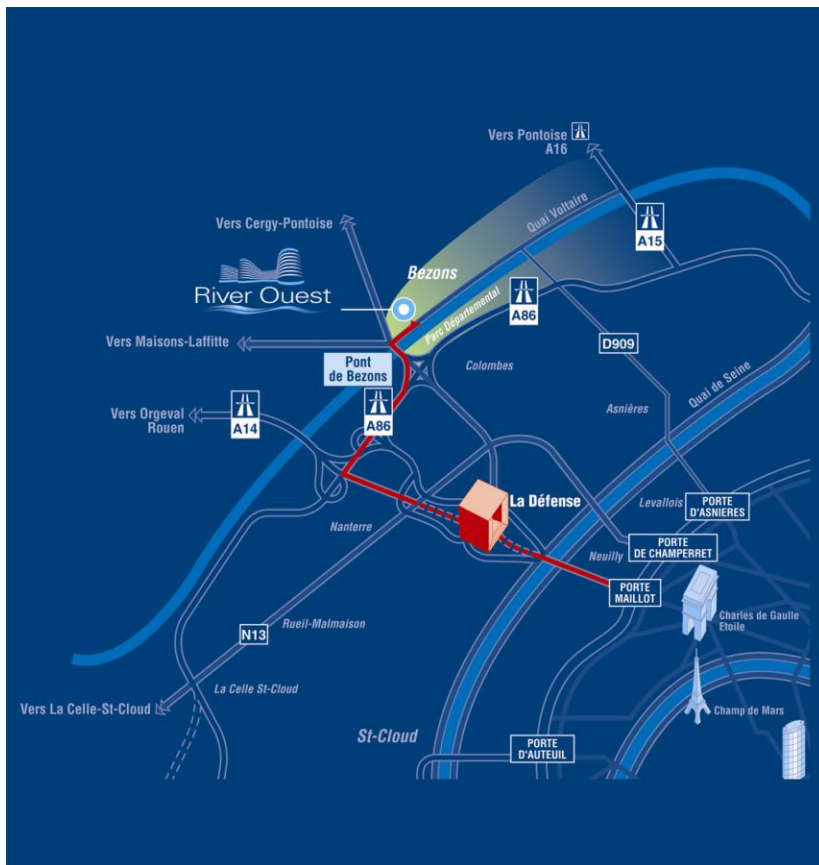 Vers Pontoise
A16
Quai Voltaire
A15
Vers Cergy-Pontoise
Bezons
River Ouest
Parc Départemental
A86
Vers Maisons-Laffitte
Pont
de Bezons
Colombes
D909
Quai de Seine
Asnières
Vers Orgeval
Rouen
A14
A86
La Défense
Levallois
PORTE
D'ASNIERES
Nanterre
Neuilly
PORTE
DE CHAMPERRET
PORTE
MAILLOT
Charles de Gaulle
Etoile
N13
Rueil-Malmaison
La Celle St-Cloud
Vers La Celle-St-Cloud
Champ de Mars
St-Cloud
PORTE
D'AUTEUIL